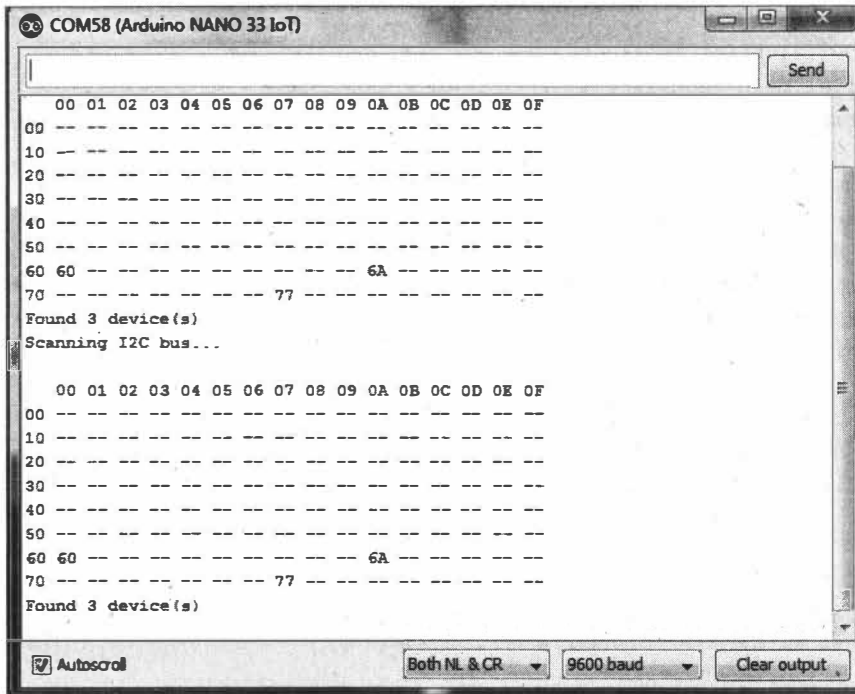 COM58 (Arduino NANO 33 IoT)
Send
00 01 02 03 04 05 06 07 08 09 0A 0B 0C 0D 0E 0F
00 -- -- -- -- -- -- -- -- -- -- -- -- -- -- -- --
10 -- -- -- -- -- -- -- -- -- -- -- -- -- -- -- --
20 -- -- -- -- -- -- -- -- -- -- -- -- -- -- -- --
30 -- -- -- -- -- -- -- -- -- -- -- -- -- -- -- --
40 -- -- -- -- -- -- -- -- -- -- -- -- -- -- -- --
50 -- -- -- -- -- -- -- -- -- -- -- -- -- -- -- --
60 60 -- -- -- -- -- -- -- -- -- 6A -- -- -- -- --
70 -- -- -- -- -- -- -- 77 -- -- -- -- -- -- -- --
Found 3 device(s)
Scanning I2C bus...
00 01 02 03 04 05 06 07 08 09 0A 0B 0C 0D 0E 0F
00 -- -- -- -- -- -- -- -- -- -- -- -- -- -- -- --
10 -- -- -- -- -- -- -- -- -- -- -- -- -- -- -- --
20 -- -- -- -- -- -- -- -- -- -- -- -- -- -- -- --
30 -- -- -- -- -- -- -- -- -- -- -- -- -- -- -- --
40 -- -- -- -- -- -- -- -- -- -- -- -- -- -- -- --
50 -- -- -- -- -- -- -- -- -- -- -- -- -- -- -- --
60 60 -- -- -- -- -- -- -- -- -- 6A -- -- -- -- --
70 -- -- -- -- -- -- -- 77 -- -- -- -- -- -- -- --
Found 3 device(s)
Autoscroll Both NL & CR 9600 baud Clear output